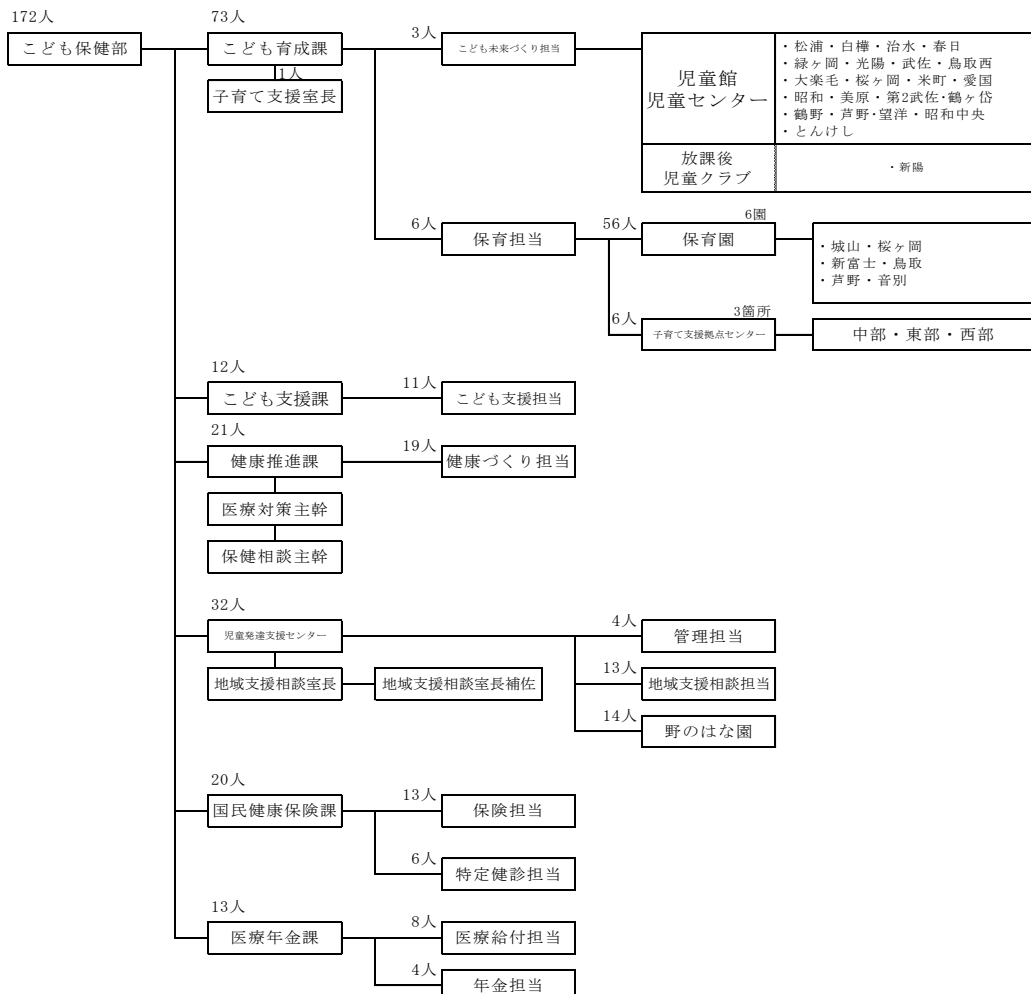 172人
こども保健部
73人
こども育成課
1人
子育て支援室長
3人
こども未来づくり担当
児童館
児童センター
・松浦・白樺・治水・春日
・緑ヶ岡・光陽・武佐・鳥取西
・大楽毛・桜ヶ岡・米町・愛国
・昭和・美原・第2武佐・鶴ヶ岱
・鶴野・芦野・望洋・昭和中央
・とんけし
放課後
児童クラブ
・新陽
6人
保育担当
56人
6園
保育園
・城山・桜ヶ岡
・新富士・鳥取
・芦野・音別
6人
3箇所
子育て支援拠点センター
中部・東部・西部
12人
こども支援課
11人
こども支援担当
21人
健康推進課
19人
健康づくり担当
医療対策主幹
保健相談主幹
32人
児童発達支援センター
4人
管理担当
地域支援相談室長
地域支援相談室長補佐
13人
地域支援相談担当
14人
野のはな園
20人
国民健康保険課
13人
保険担当
6人
特定健診担当
13人
医療年金課
8人
医療給付担当
4人
年金担当